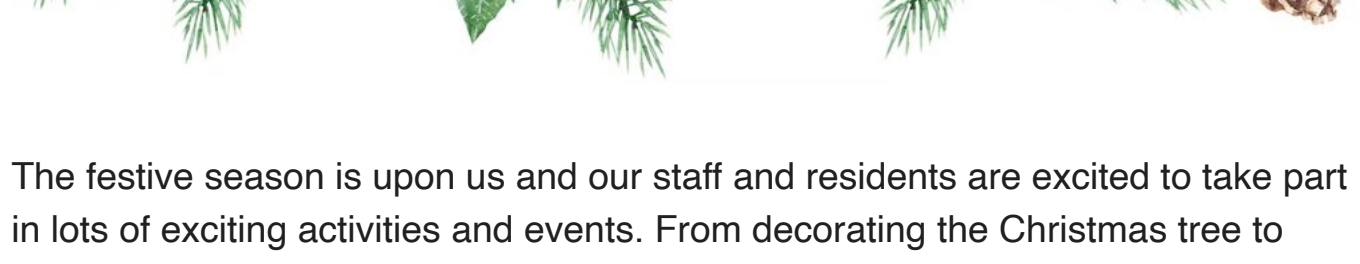 The festive season is upon us and our staff and residents are excited to take part
in lots of exciting activities and events. From decorating the Christmas tree to